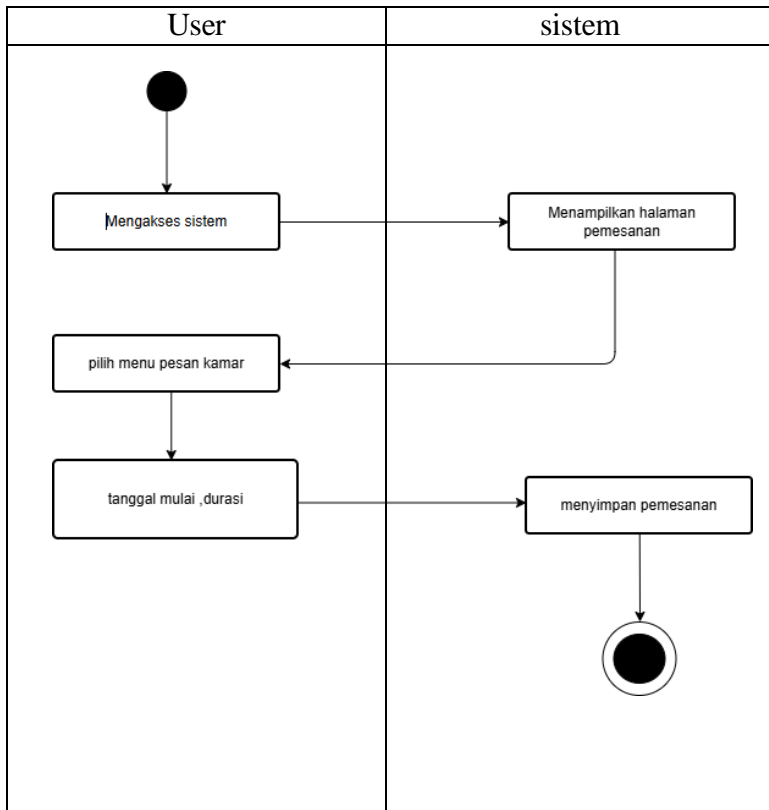 User
sistem
Mengakses sistem
Menampilkan halaman
pemesanan
pilih menu pesan kamar
tanggal mulai ,durasi
menyimpan pemesanan